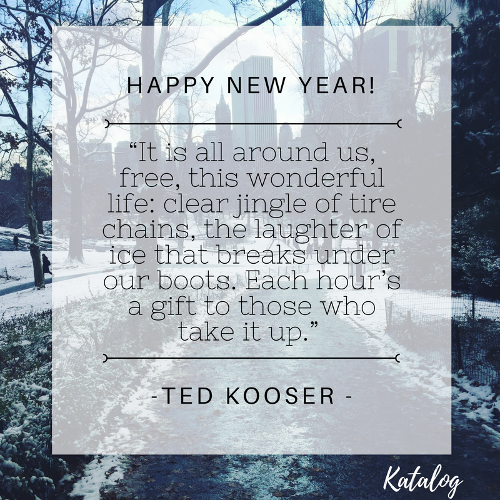 HAPPY NEW YEAR!
“It is all around us,
free, this wonderful
life: clear jingle of tire
chains, the laughter of
ice that breaks under
our boots. Each hour’s
a gift to those who
take it up.”
-TED KOOSER -
Katalog